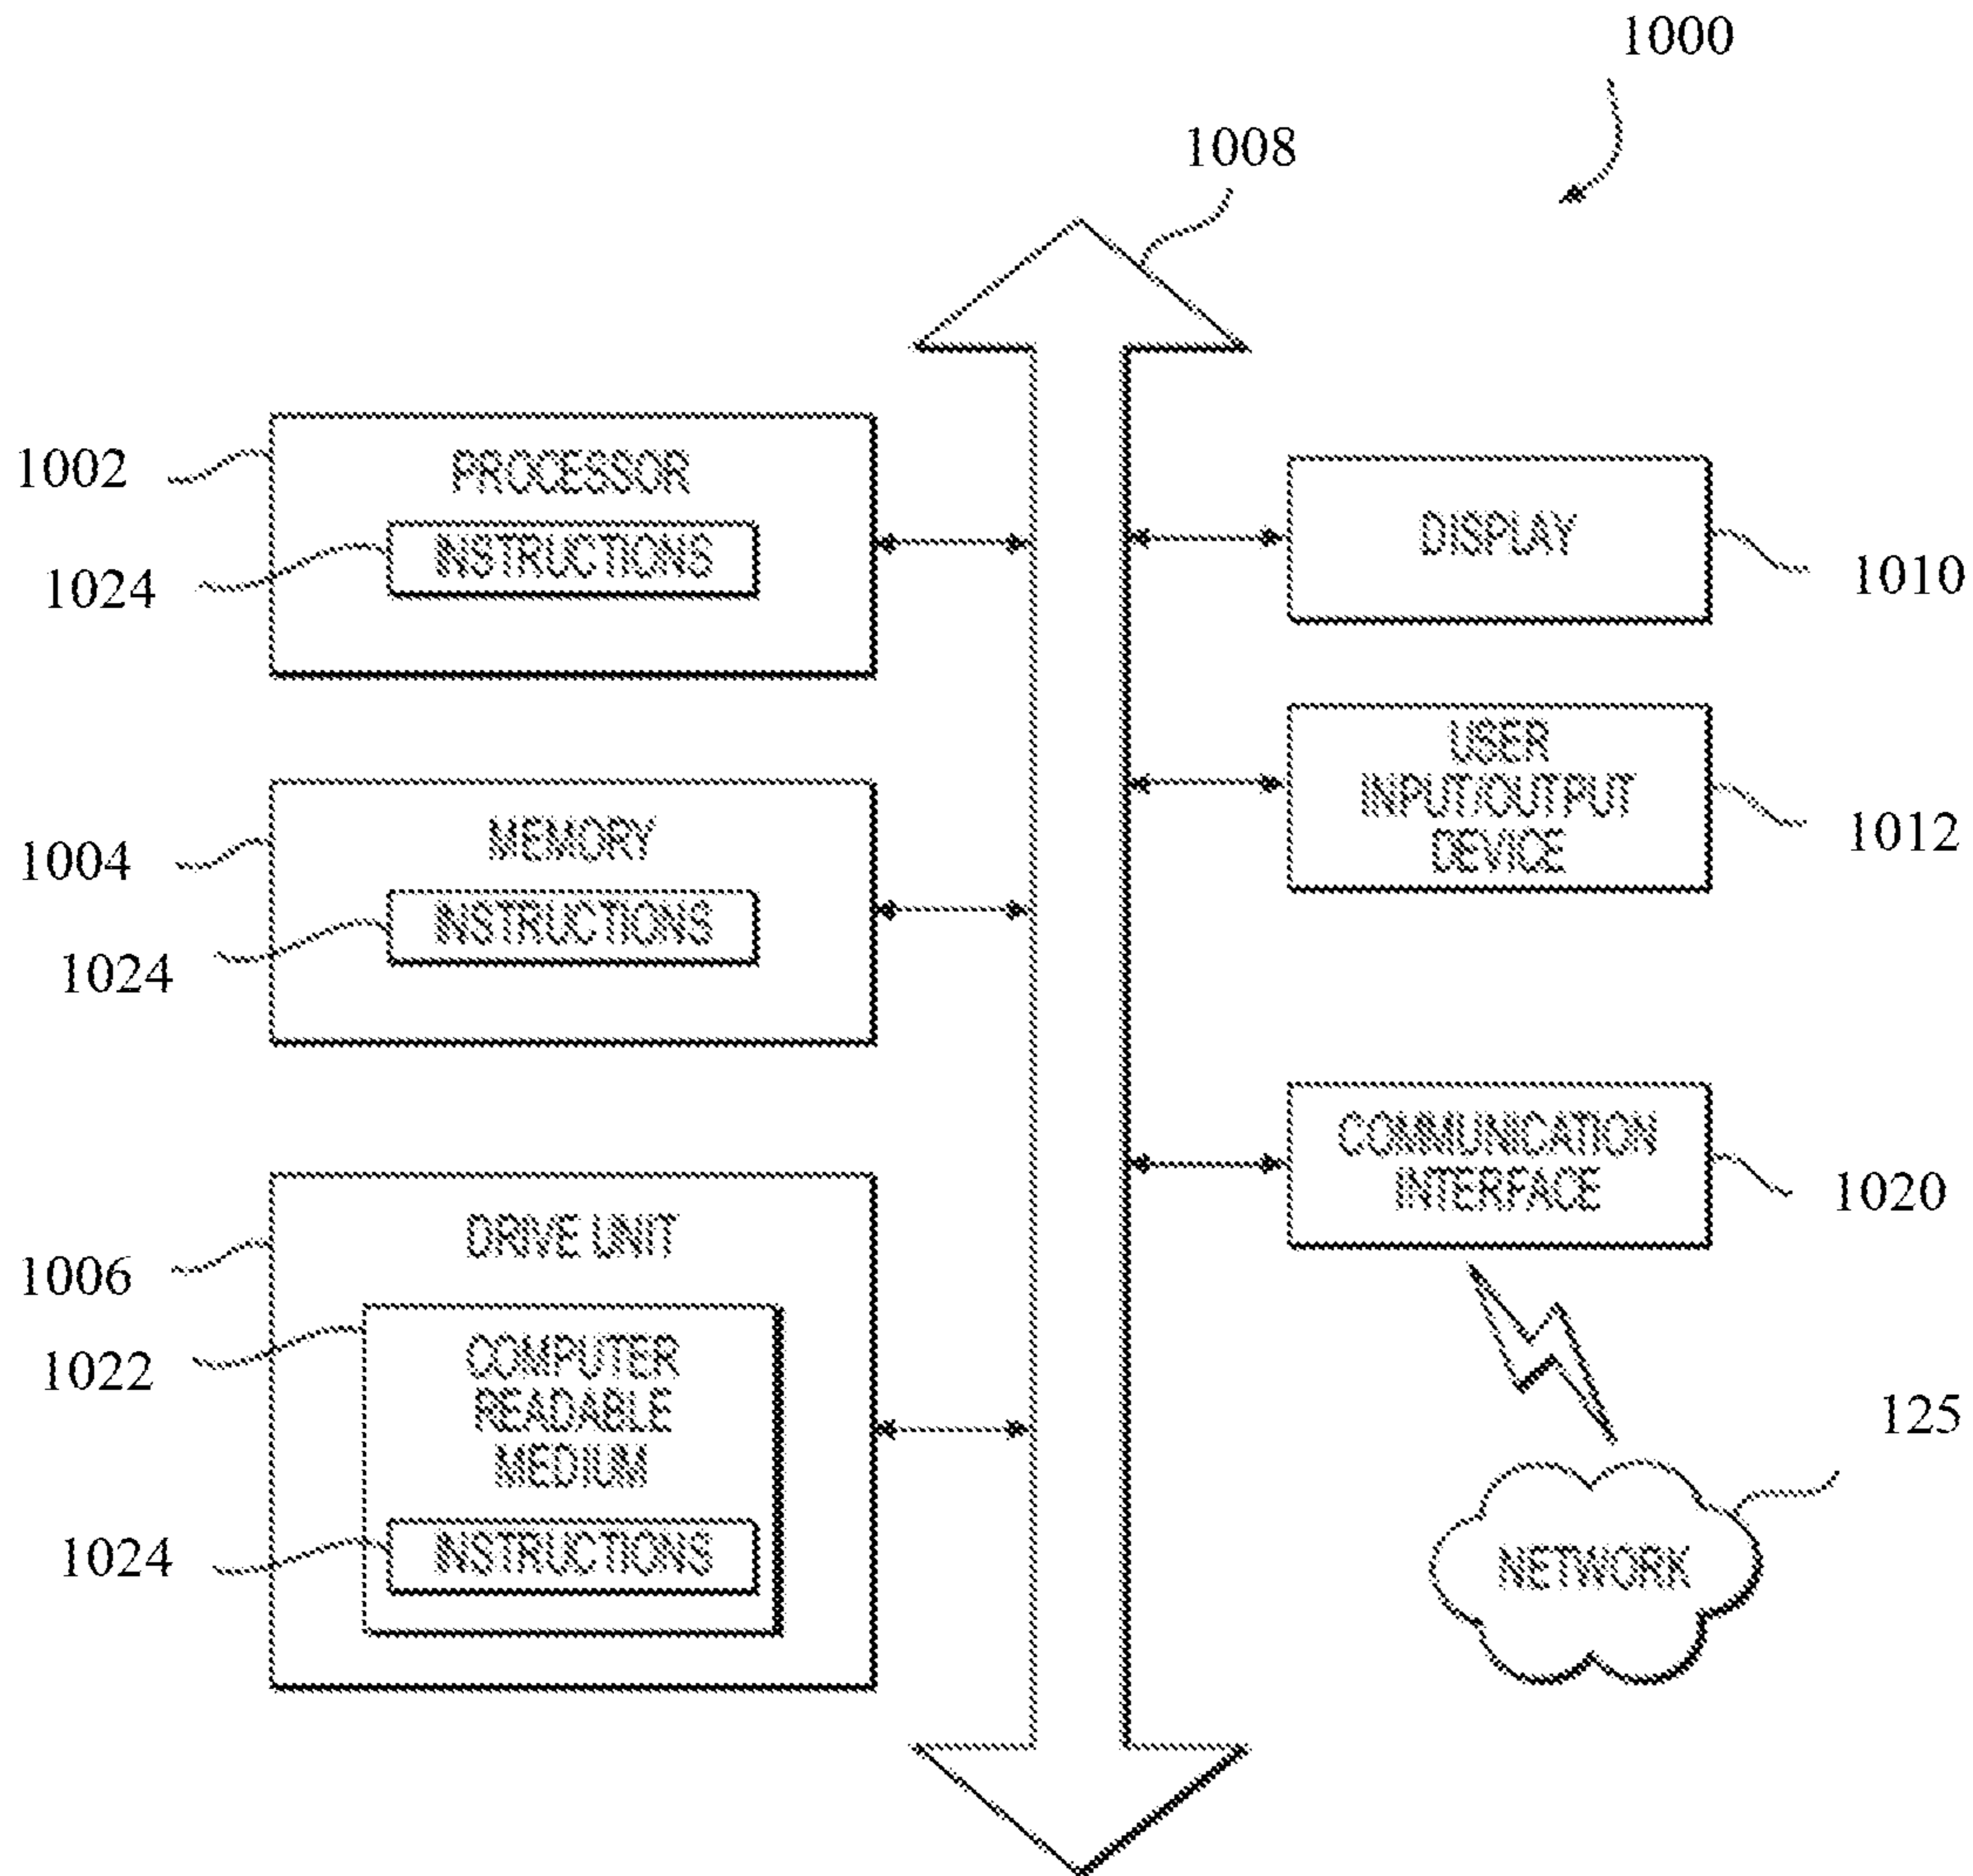 1000
1008
1002
PROCESSOR
INSTRUCTIONS
1024
DISPLAY
1010
USER
INPUT/OUTPUT
DEVICE
1012
1004
MEMORY
INSTRUCTIONS
1024
COMMUNICATION
INTERFACE
1020
1006
DRIVE UNIT
1022
COMPUTER
READABLE
MEDIUM
1024
INSTRUCTIONS
125
NETWORK